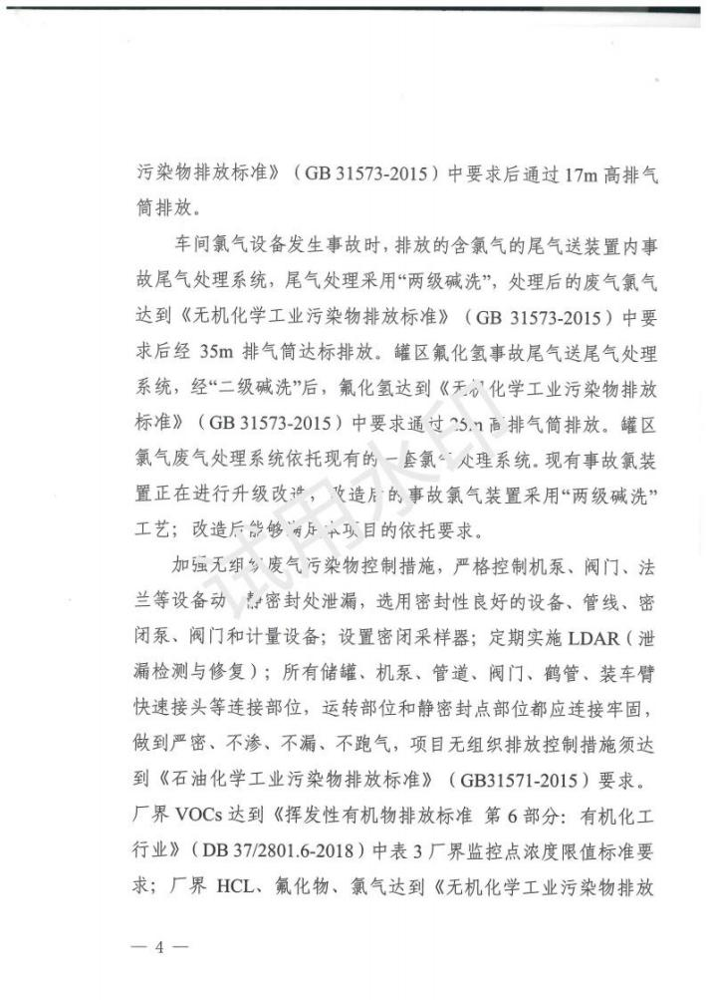 污染物排放标准》（GB 31573-2015）中要求后通过 17m 高排气
筒排放。
车间氯气设备发生事故时，排放的含氯气的尾气送装置内事
故尾气处理系统，尾气处理采用“两级碱洗”，处理后的废气氯气
达到《无机化学工业污染物排放标准》（GB 31573-2015）中要
求后经 35m 排气筒达标排放。罐区氟化氢事故尾气送尾气处理
系统，经“二级碱洗”后，氟化氢达到《无机化学工业污染物排放
标准》（GB 31573-2015）中要求通过 25m 高排气筒排放。罐区
氯气废气处理系统依托现有的一套氯气处理系统。现有事故氯装
置正在进行升级改造，改造后的事故氯气装置采用“两级碱洗”
工艺；改造后能够满足本项目的依托要求。
加强无组织废气污染物控制措施，严格控制机泵、阀门、法
兰等设备动 静密封处泄漏，选用密封性良好的设备、管线、密
闭泵、阀门和计量设备；设置密闭采样器；定期实施 LDAR（泄
漏检测与修复）；所有储罐、机泵、管道、阀门、鹤管、装车臂
快速接头等连接部位，运转部位和静密封点部位都应连接牢固，
做到严密、不渗、不漏、不跑气，项目无组织排放控制措施须达
到《石油化学工业污染物排放标准》（GB31571-2015）要求。
厂界 VOCs 达到《挥发性有机物排放标准 第 6 部分：有机化工
行业》（DB 37/2801.6-2018）中表 3 厂界监控点浓度限值标准要
求；厂界 HCL、氟化物、氯气达到《无机化学工业污染物排放
— 4 —
试用水印